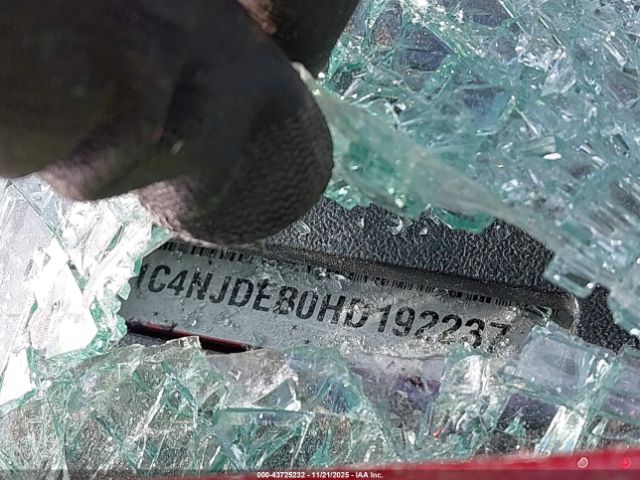 1C4NJDEB0HD192237
000-43725232 - 11/21/2025 - IAA Inc.